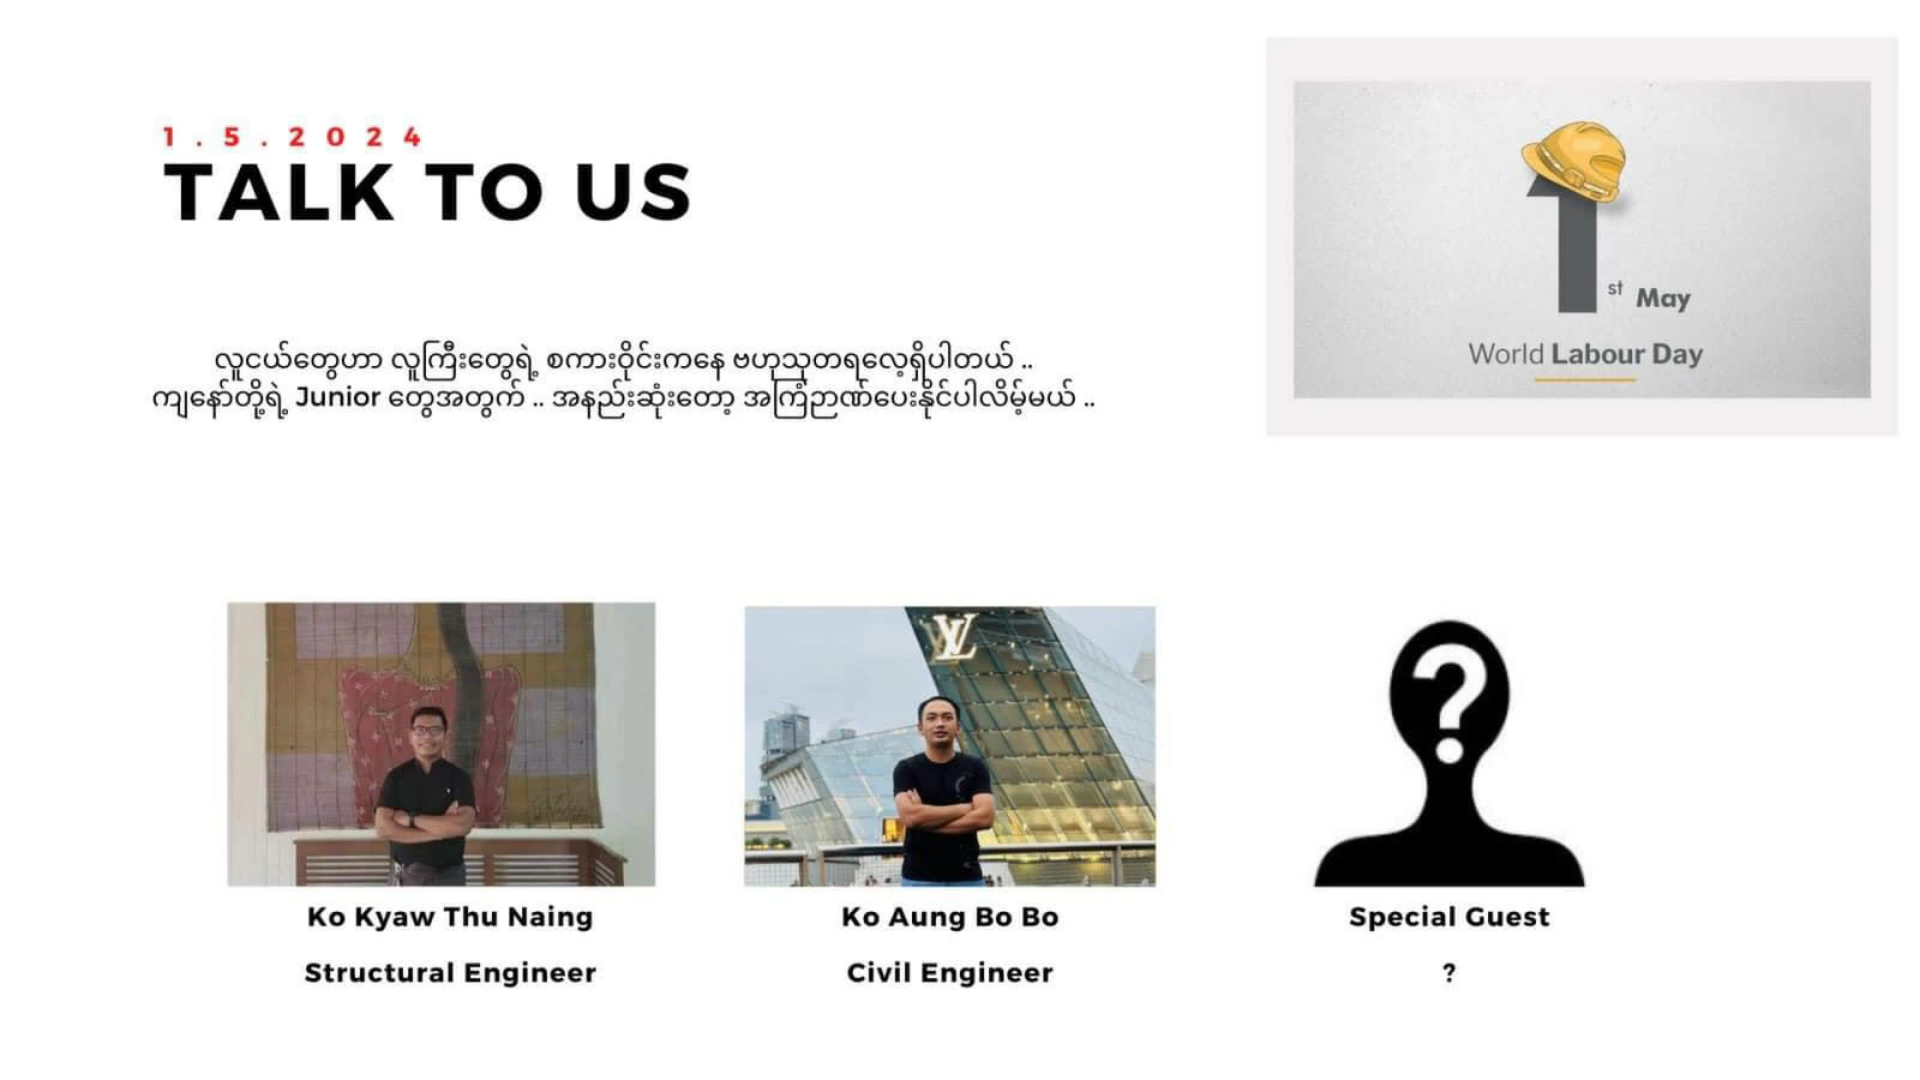 1.5.2024
TALK TO US
လူငယ်တွေဟာ လူကြီးတွေရဲ့ စကားဝိုင်းကနေ ဗဟုသုတရလေ့ရှိပါတယ် ..
ကျနော်တို့ရဲ့ Junior တွေအတွက် .. အနည်းဆုံးတော့ အကြံဉာဏ်ပေးနိုင်ပါလိမ့်မယ် ..
1st May
World Labour Day
LV
Ko Kyaw Thu Naing
Structural Engineer
Ko Aung Bo Bo
Civil Engineer
?
Special Guest
?